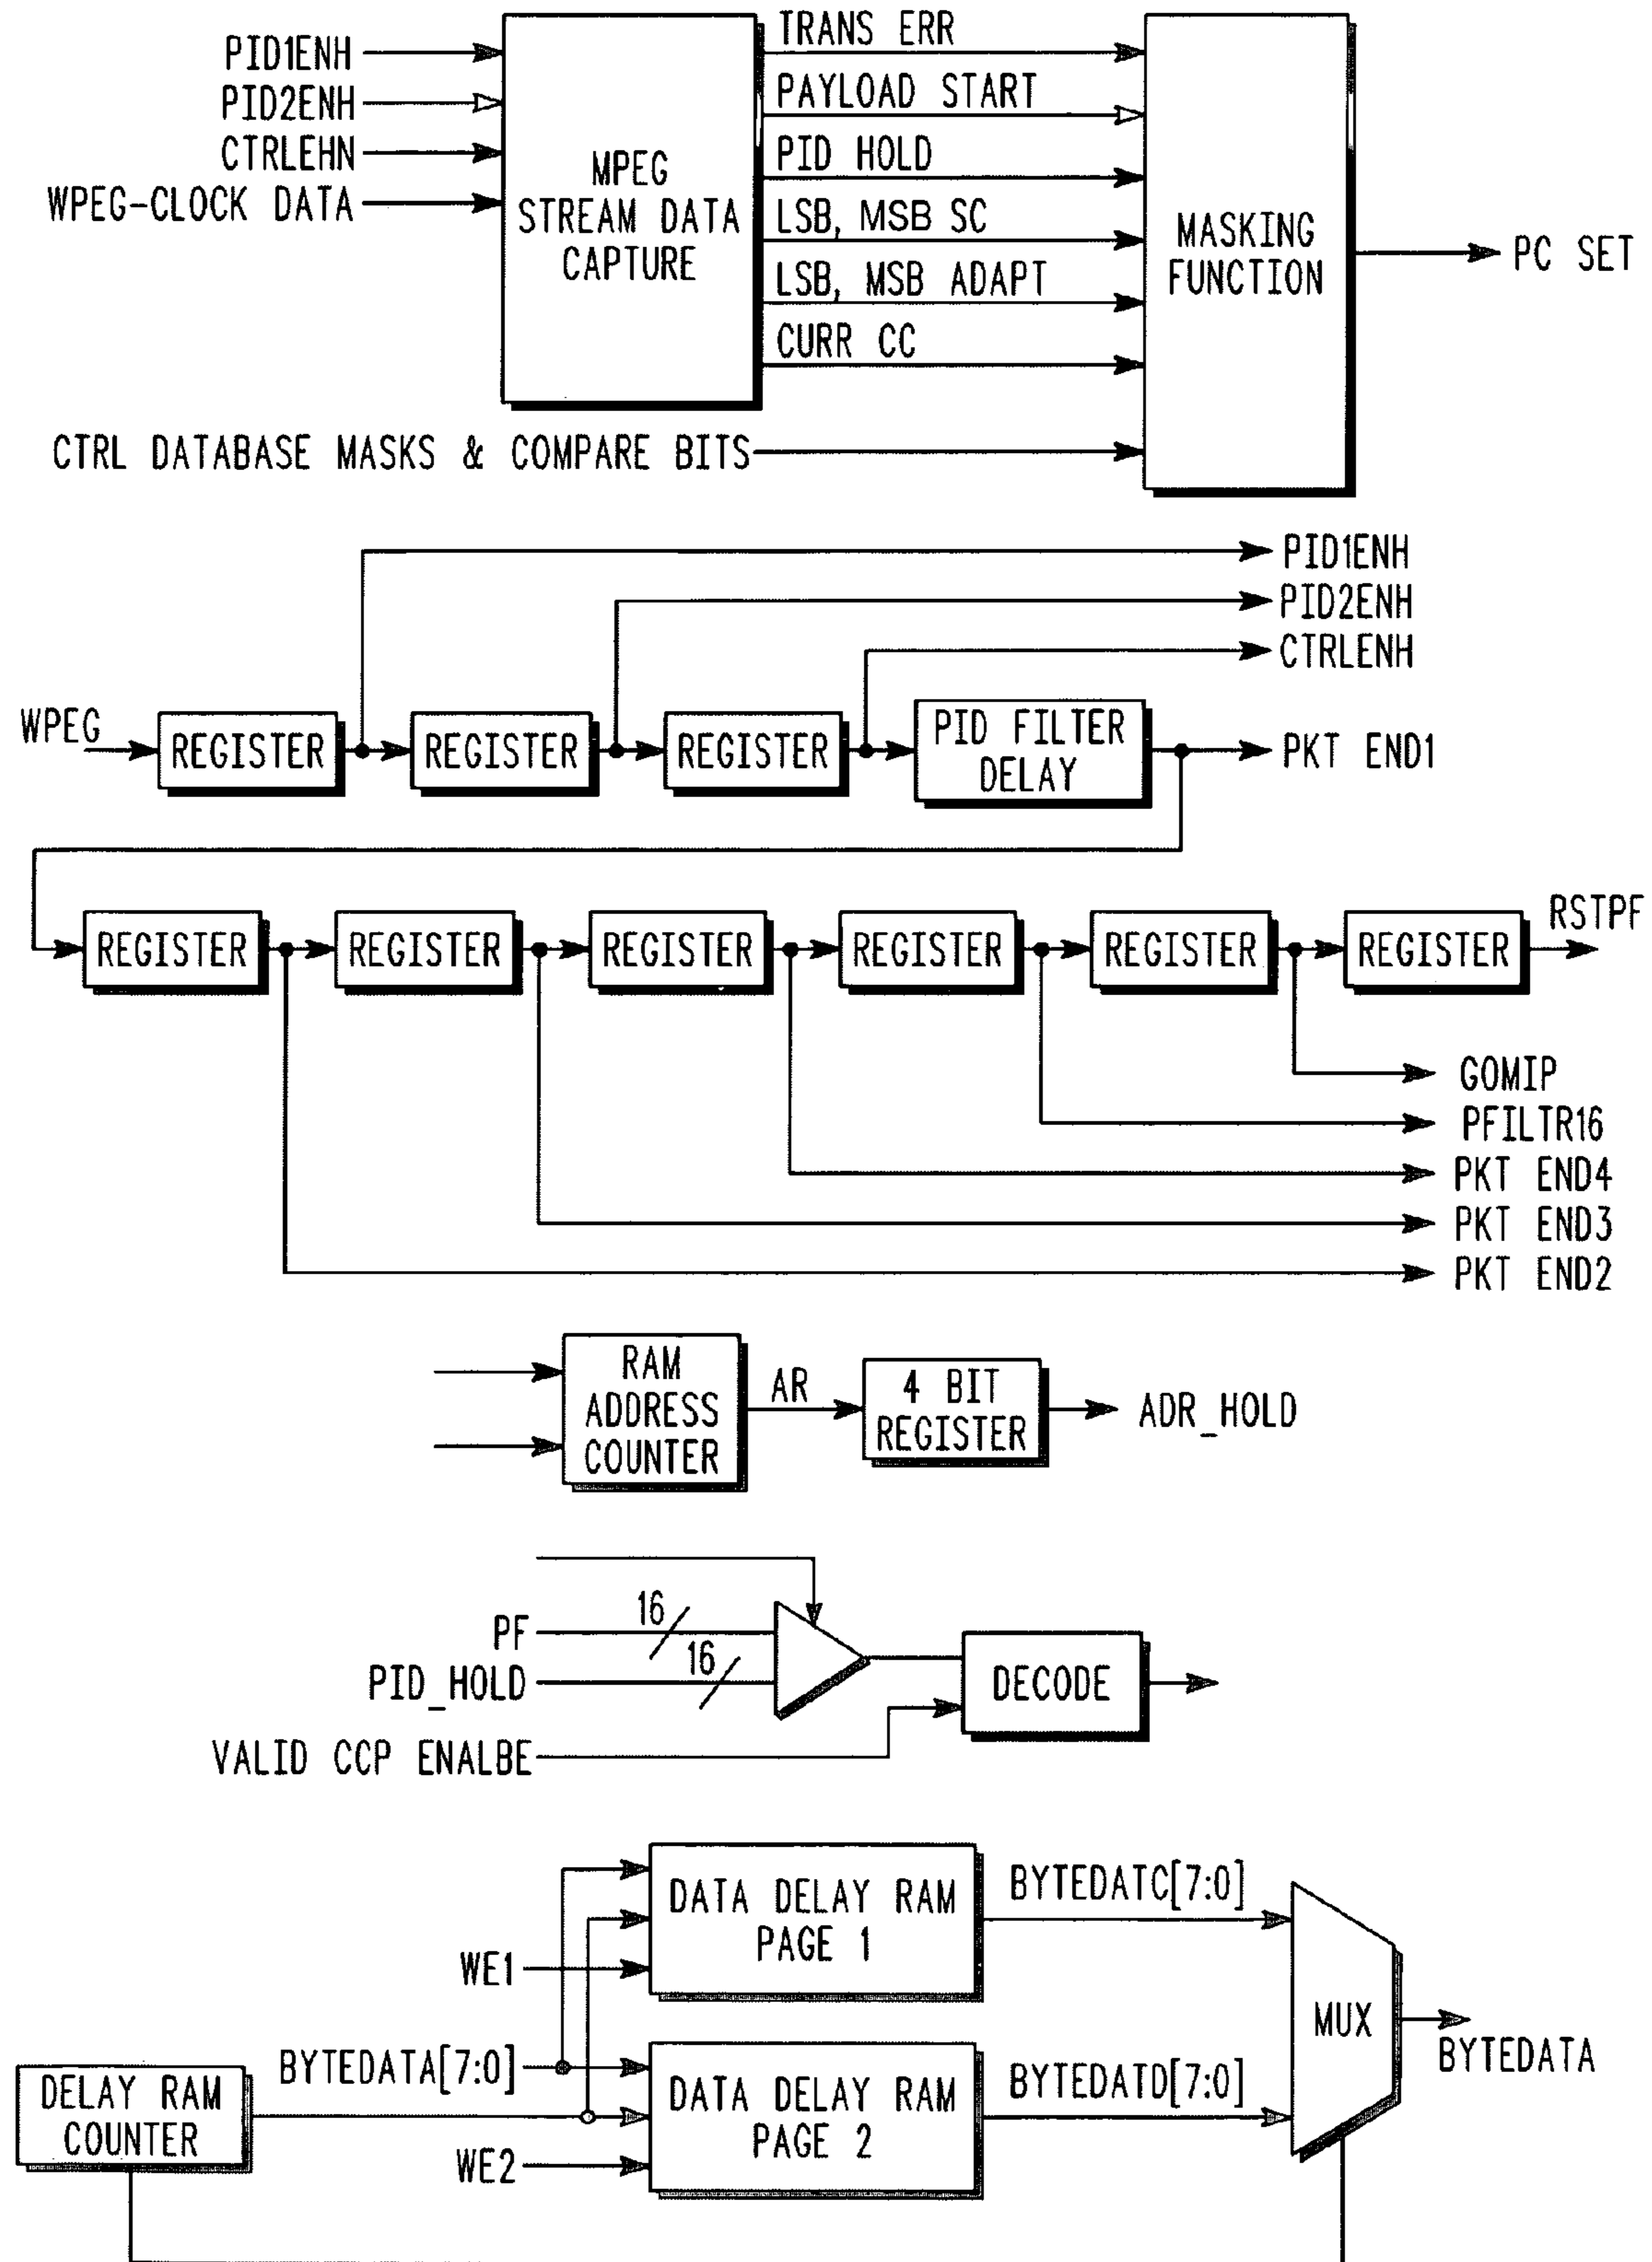 PID1ENH
PID2ENH
CTRLEHN
WPEG-CLOCK DATA
MPEG
STREAM DATA
CAPTURE
TRANS ERR
PAYLOAD START
PID HOLD
LSB, MSB SC
LSB, MSB ADAPT
CURR CC
MASKING
FUNCTION
PC SET
CTRL DATABASE MASKS & COMPARE BITS
PID1ENH
PID2ENH
CTRLENH
WPEG
REGISTER
REGISTER
REGISTER
PID FILTER
DELAY
PKT END1
REGISTER
REGISTER
REGISTER
REGISTER
REGISTER
REGISTER
RSTPF
GOMIP
PFILTR16
PKT END4
PKT END3
PKT END2
RAM
ADDRESS
COUNTER
AR
4 BIT
REGISTER
ADR_HOLD
PF
16
PID_HOLD
16
VALID CCP ENALBE
DECODE
DATA DELAY RAM
PAGE 1
BYTEDATC[7:0]
WE1
MUX
BYTEDATA
BYTEDATA[7:0]
DATA DELAY RAM
PAGE 2
BYTEDATD[7:0]
DELAY RAM
COUNTER
WE2